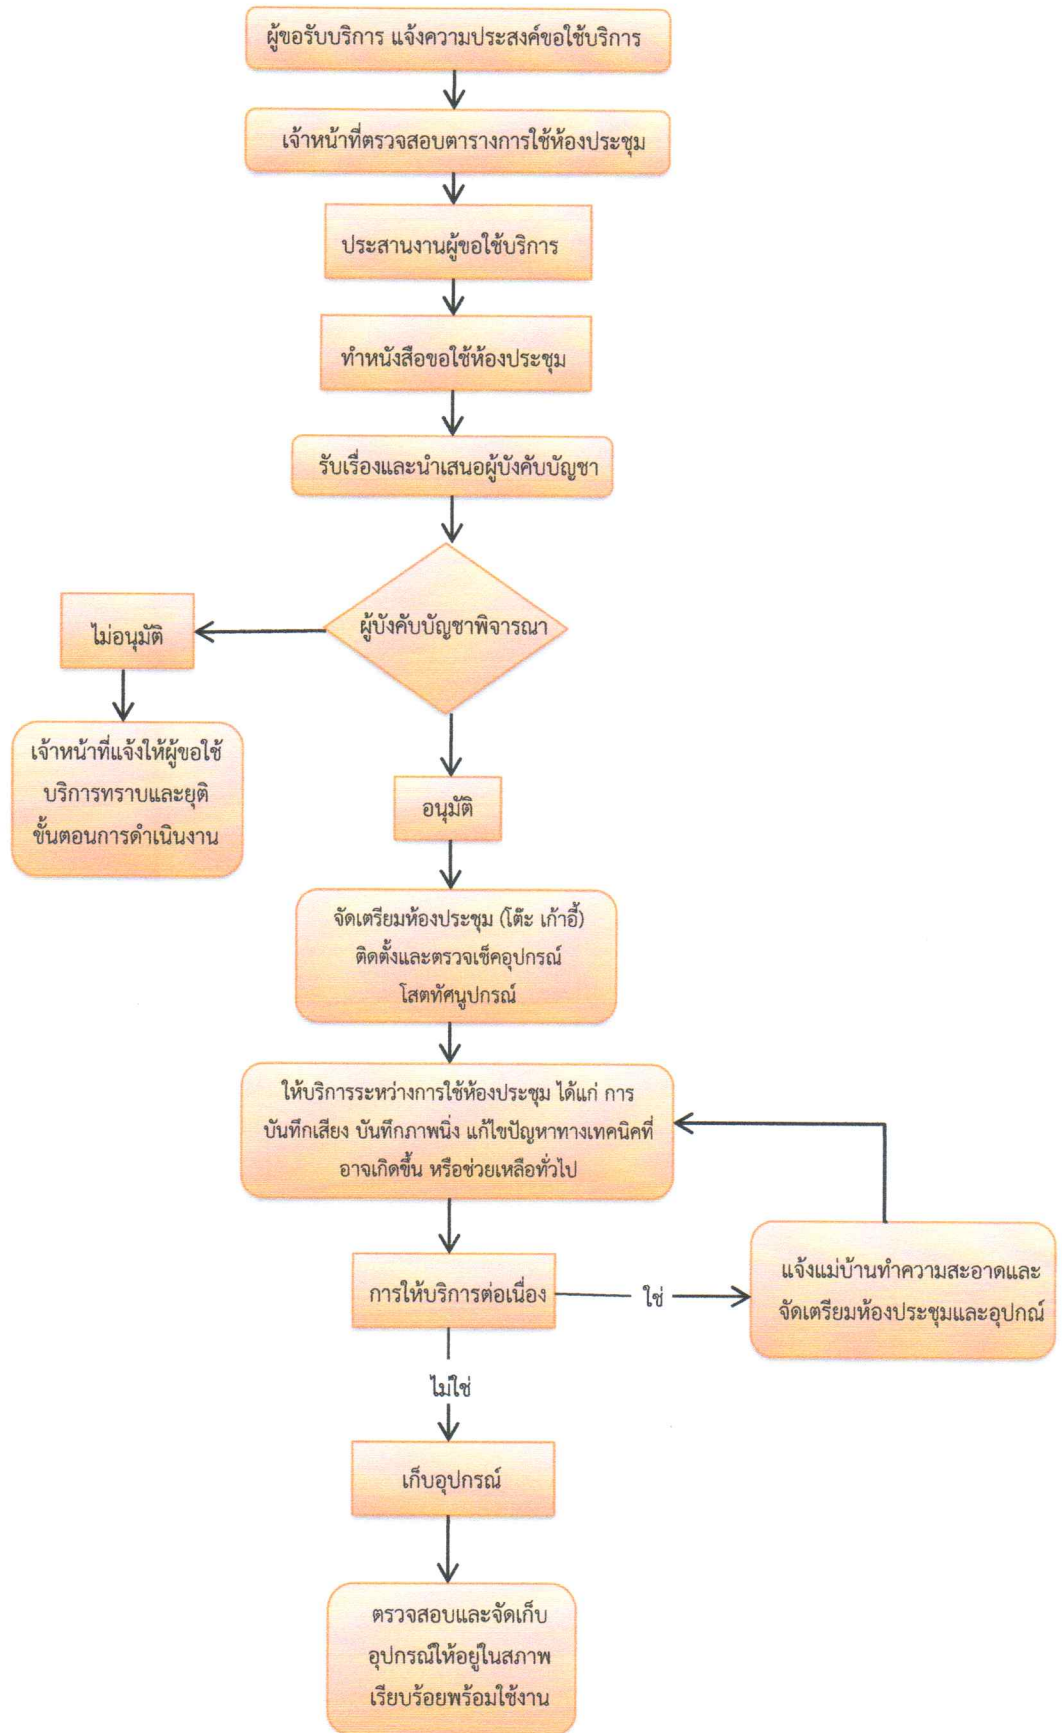 ผู้ขอรับบริการ แจ้งความประสงค์ขอใช้บริการ
เจ้าหน้าที่ตรวจสอบตารางการใช้ห้องประชุม
ประสานงานผู้ขอใช้บริการ
ทำหนังสือขอใช้ห้องประชุม
รับเรื่องและนำเสนอผู้บังคับบัญชา
ผู้บังคับบัญชาพิจารณา
ไม่อนุมัติ
เจ้าหน้าที่แจ้งให้ผู้ขอใช้
บริการทราบและยุติ
ขั้นตอนการดำเนินงาน
อนุมัติ
จัดเตรียมห้องประชุม (โต๊ะ เก้าอี้)
ติดตั้งและตรวจเช็คอุปกรณ์
โสตทัศนูปกรณ์
ให้บริการระหว่างการใช้ห้องประชุม ได้แก่ การ
บันทึกเสียง บันทึกภาพนิ่ง แก้ไขปัญหาทางเทคนิคที่
อาจเกิดขึ้น หรือช่วยเหลือทั่วไป
การให้บริการต่อเนื่อง
ใช่
แจ้งแม่บ้านทำความสะอาดและ
จัดเตรียมห้องประชุมและอุปกณ์
ไม่ใช่
เก็บอุปกรณ์
ตรวจสอบและจัดเก็บ
อุปกรณ์ให้อยู่ในสภาพ
เรียบร้อยพร้อมใช้งาน